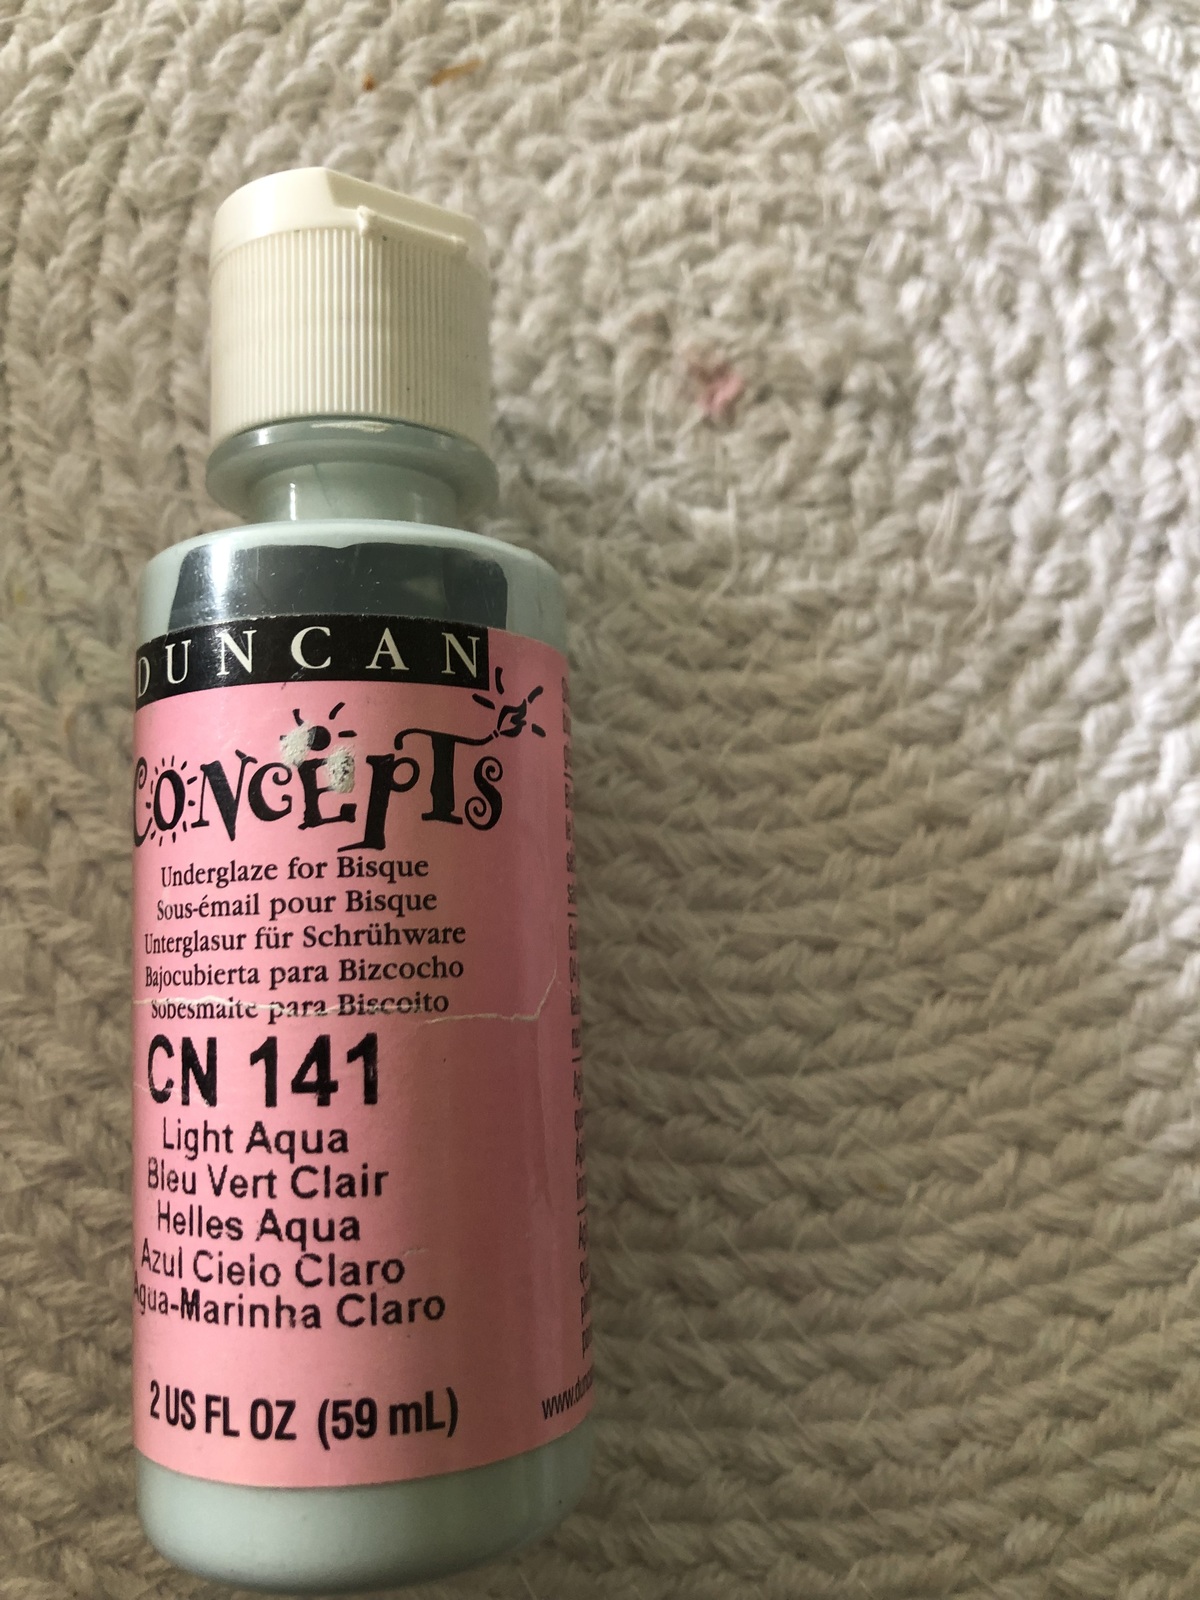 DUNCAN
CONCEPTS
Underglaze for Bisque
Sous-émail pour Bisque
Unterglasur für Schrühware
Bajocubierta para Bizcocho
Sobesmalte para Biscoito
CN 141
Light Aqua
Bleu Vert Clair
Helles Aqua
Azul Cielo Claro
Agua-Marinha Claro
2 US FL OZ (59 mL)